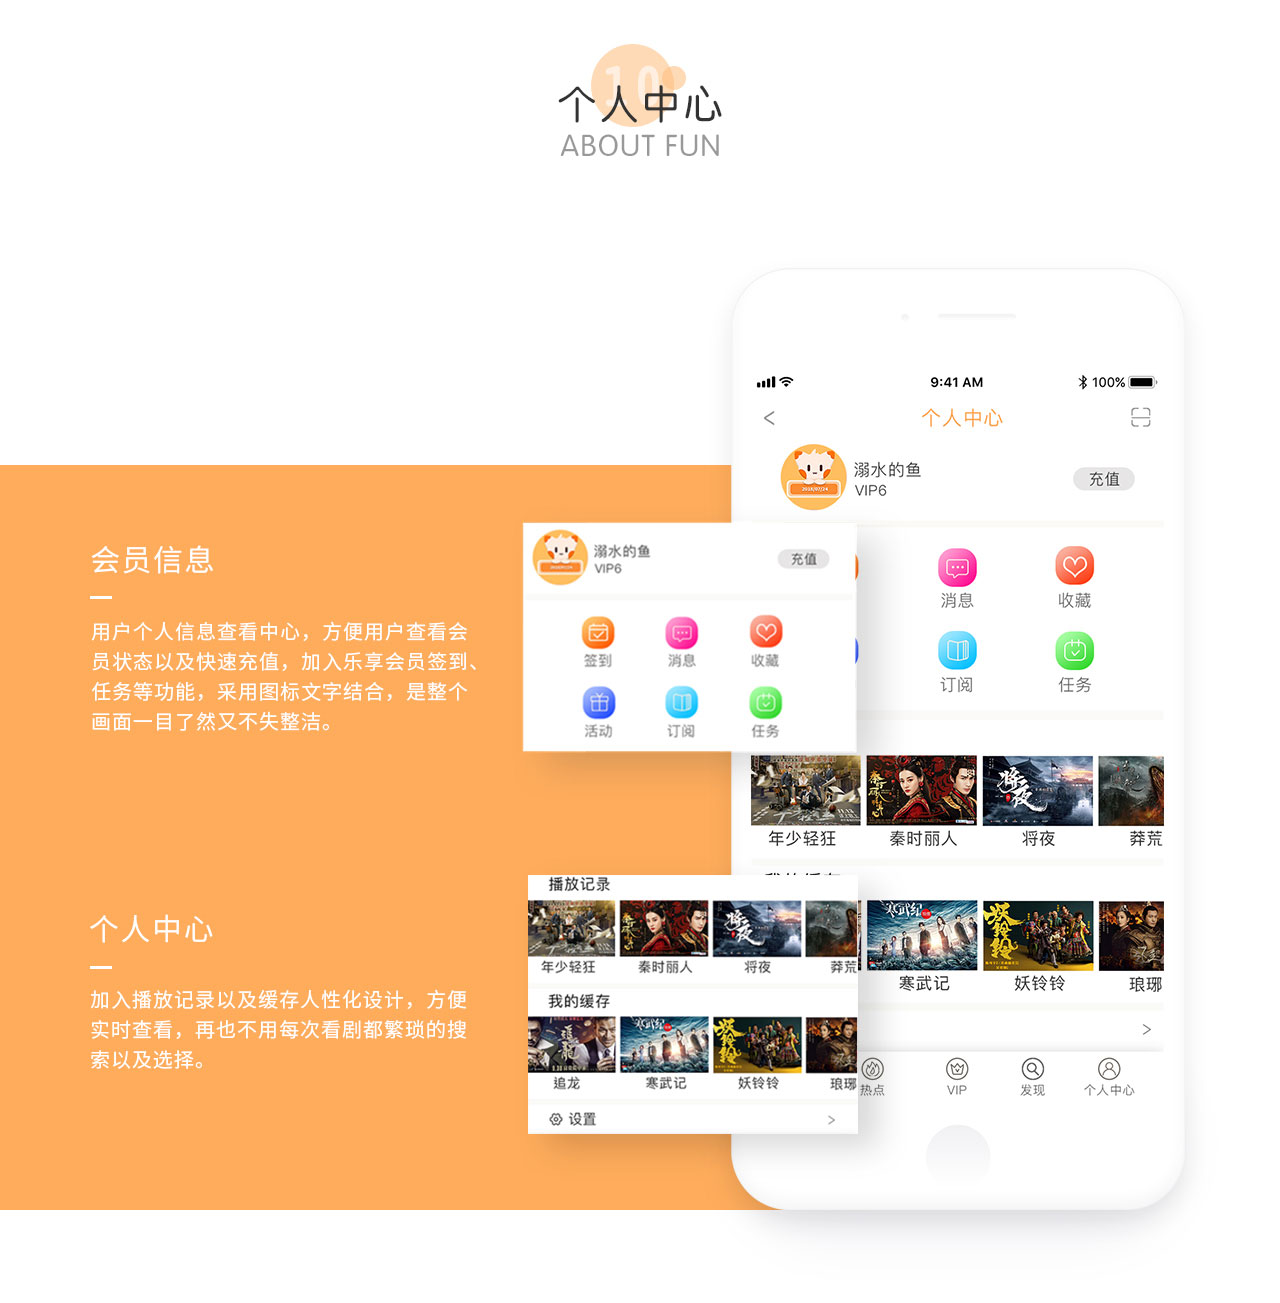 10
个人中心
ABOUT FUN
9:41 AM
100%
<
个人中心
溺水的鱼
VIP6
充值
2018/07/24
消息
收藏
订阅
任务
年少轻狂
秦时丽人
将夜
莽荒
我的缓存
寒武记
妖铃铃
琅琊
>
热点
VIP
发现
个人中心
会员信息
用户个人信息查看中心，方便用户查看会
员状态以及快速充值，加入乐享会员签到、
任务等功能，采用图标文字结合，是整个
画面一目了然又不失整洁。
溺水的鱼
VIP6
充值
签到
消息
收藏
活动
订阅
任务
个人中心
加入播放记录以及缓存人性化设计，方便
实时查看，再也不用每次看剧都繁琐的搜
索以及选择。
播放记录
年少轻狂
秦时丽人
将夜
莽荒
我的缓存
追龙
寒武记
妖铃铃
琅琊
设置
>